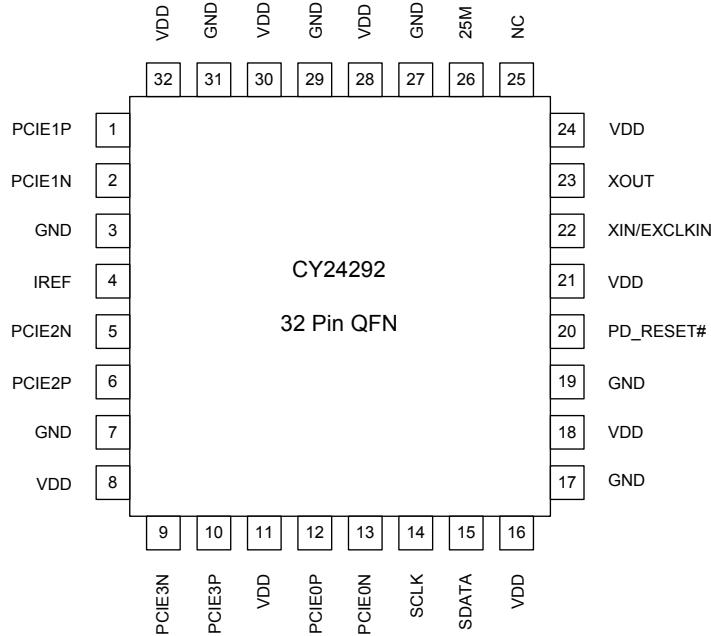 VDD GND VDD GND VDD GND 25M NC
32 31 30 29 28 27 26 25
PCIE1P 1 24 VDD
PCIE1N 2 23 XOUT
GND 3 22 XIN/EXCLKIN
IREF 4 21 VDD
PCIE2N 5 20 PD_RESET#
PCIE2P 6 19 GND
GND 7 18 VDD
VDD 8 17 GND
CY24292
32 Pin QFN
9 10 11 12 13 14 15 16
PCIE3N PCIE3P VDD PCIE0P PCIE0N SCLK SDATA VDD